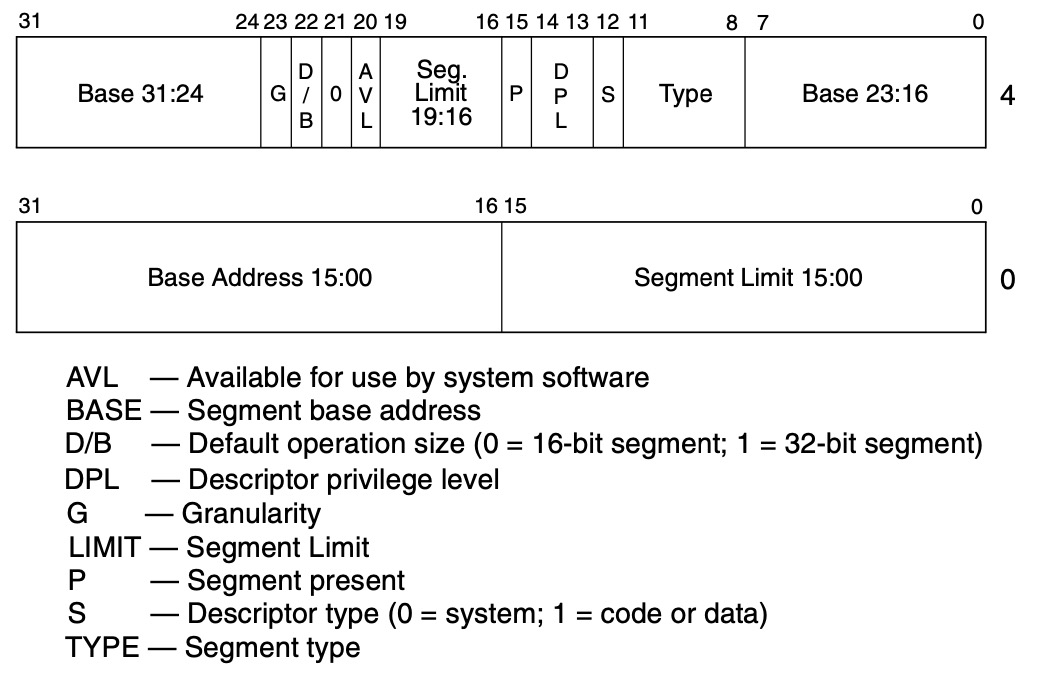 31 24 23 22 21 20 19 16 15 14 13 12 11 8 7 0
Base 31:24 G D/B 0 AVL Seg. Limit 19:16 P DPL S Type Base 23:16 4
31 16 15 0
Base Address 15:00 Segment Limit 15:00 0
AVL — Available for use by system software
BASE — Segment base address
D/B — Default operation size (0 = 16-bit segment; 1 = 32-bit segment)
DPL — Descriptor privilege level
G — Granularity
LIMIT — Segment Limit
P — Segment present
S — Descriptor type (0 = system; 1 = code or data)
TYPE — Segment type